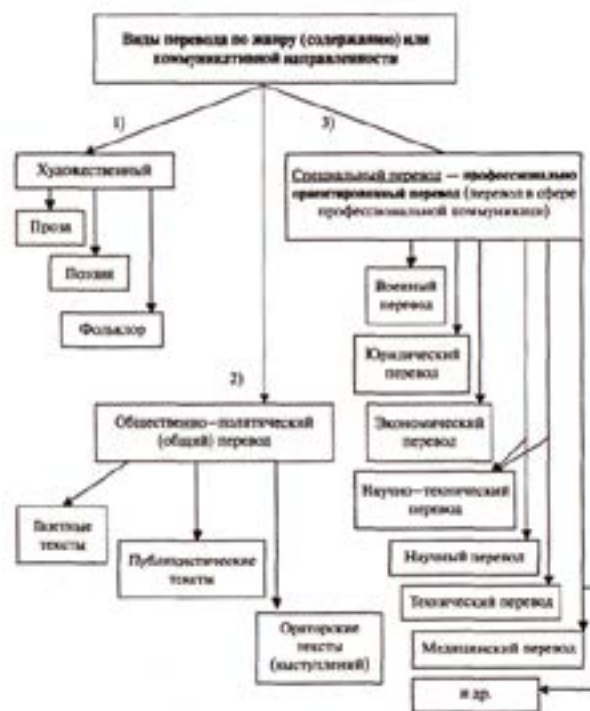 Виды перевода по жанру (содержанию) или
коммуникативной направленности
1)
3)
Художественный
Проза
Поэзия
Фольклор
Специальный перевод — профессионально
ориентированный перевод (перевод в сфере
профессиональной коммуникации)
Военный
перевод
Юридический
перевод
Экономический
перевод
Научно-технический
перевод
Научный перевод
Технический перевод
Медицинский перевод
и др.
2)
Общественно-политический
(общий) перевод
Газетные
тексты
Публицистические
тексты
Ораторские
тексты
(выступлений)